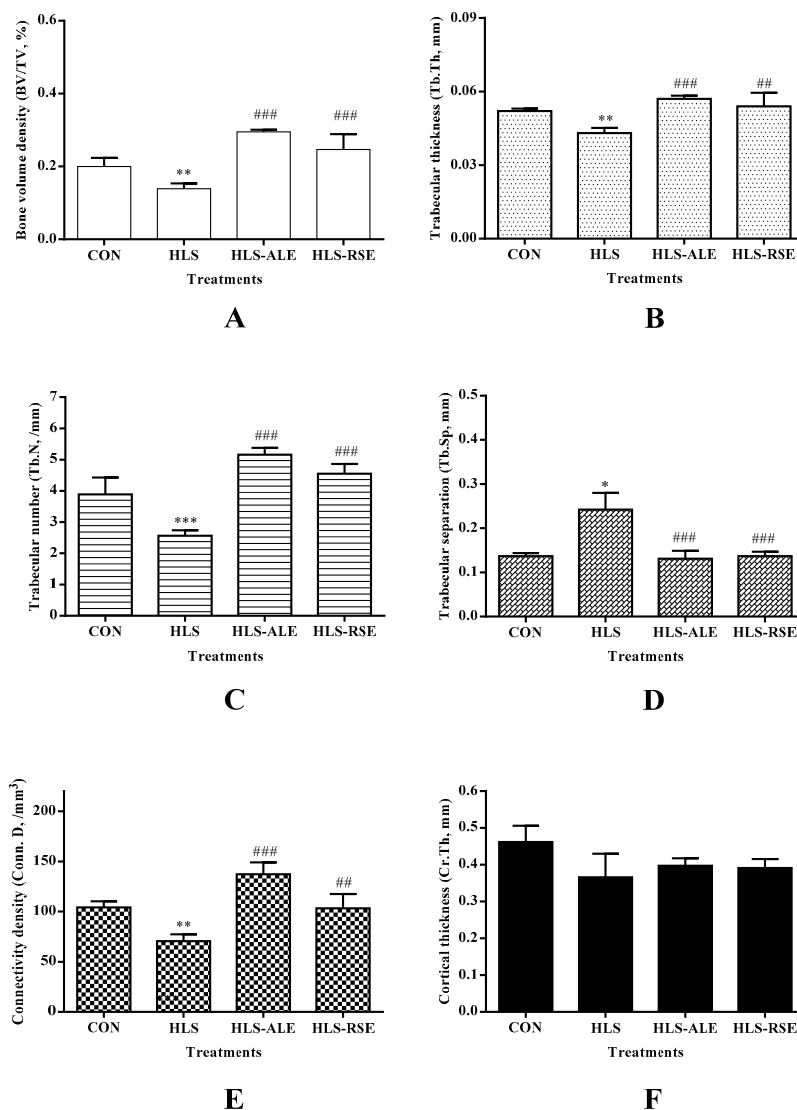 Bone volume density (BV/TV, %)
0.6
0.4
0.2
0.0
**
###
###
CON HLS HLS-ALE HLS-RSE
Treatments
A
Trabecular thickness (Tb.Th, mm)
0.09
0.06
0.03
0.00
**
###
##
CON HLS HLS-ALE HLS-RSE
Treatments
B
Trabecular number (Tb.N, /mm)
7
6
5
4
3
2
1
0
***
###
###
CON HLS HLS-ALE HLS-RSE
Treatments
C
Trabecular separation (Tb.Sp, mm)
0.5
0.4
0.3
0.2
0.1
0.0
*
###
###
CON HLS HLS-ALE HLS-RSE
Treatments
D
Connectivity density (Conn. D, /mm³)
200
150
100
50
0
**
###
##
CON HLS HLS-ALE HLS-RSE
Treatments
E
Cortical thickness (Cr.Th, mm)
0.6
0.5
0.4
0.3
0.2
0.1
0.0
CON HLS HLS-ALE HLS-RSE
Treatments
F